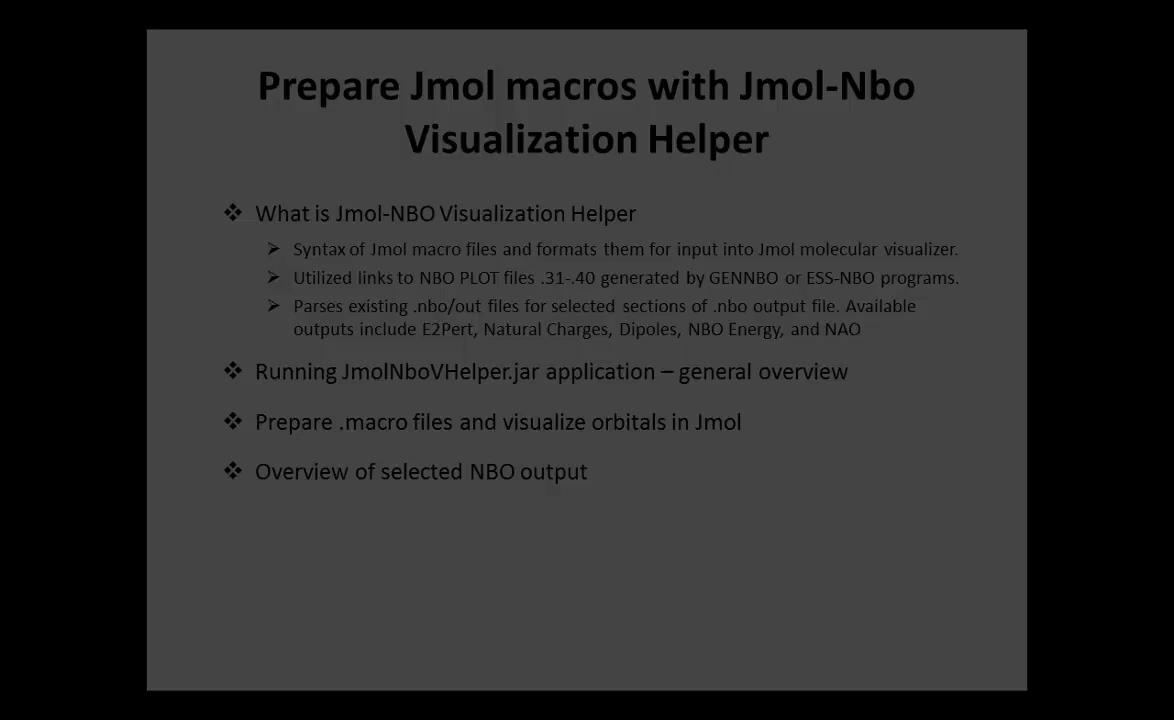 Prepare Jmol macros with Jmol-Nbo
Visualization Helper
❖ What is Jmol-NBO Visualization Helper
➢ Syntax of Jmol macro files and formats them for input into Jmol molecular visualizer.
➢ Utilized links to NBO PLOT files .31-.40 generated by GENNBO or ESS-NBO programs.
➢ Parses existing .nbo/out files for selected sections of .nbo output file. Available
outputs include E2Pert, Natural Charges, Dipoles, NBO Energy, and NAO
❖ Running JmolNboVHelper.jar application – general overview
❖ Prepare .macro files and visualize orbitals in Jmol
❖ Overview of selected NBO output